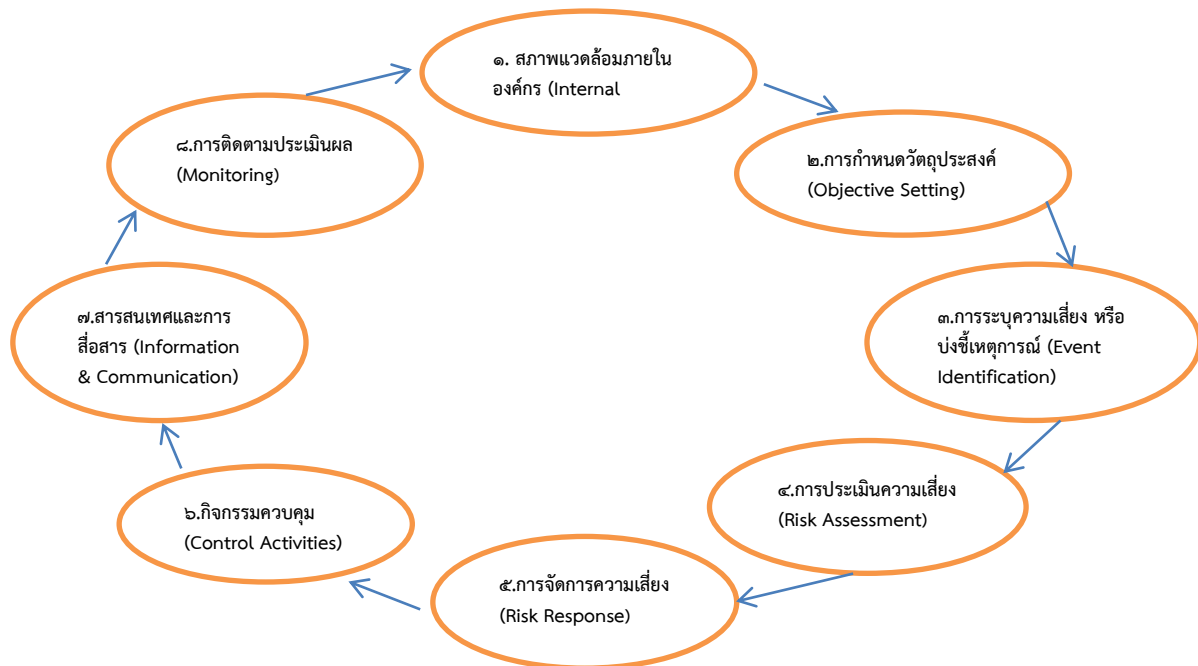 ๑. สภาพแวดล้อมภายใน
องค์กร (Internal
๒.การกำหนดวัตถุประสงค์
(Objective Setting)
๓.การระบุความเสี่ยง หรือ
บ่งชี้เหตุการณ์ (Event
Identification)
๔.การประเมินความเสี่ยง
(Risk Assessment)
๕.การจัดการความเสี่ยง
(Risk Response)
๖.กิจกรรมควบคุม
(Control Activities)
๗.สารสนเทศและการ
สื่อสาร (Information
& Communication)
๘.การติดตามประเมินผล
(Monitoring)